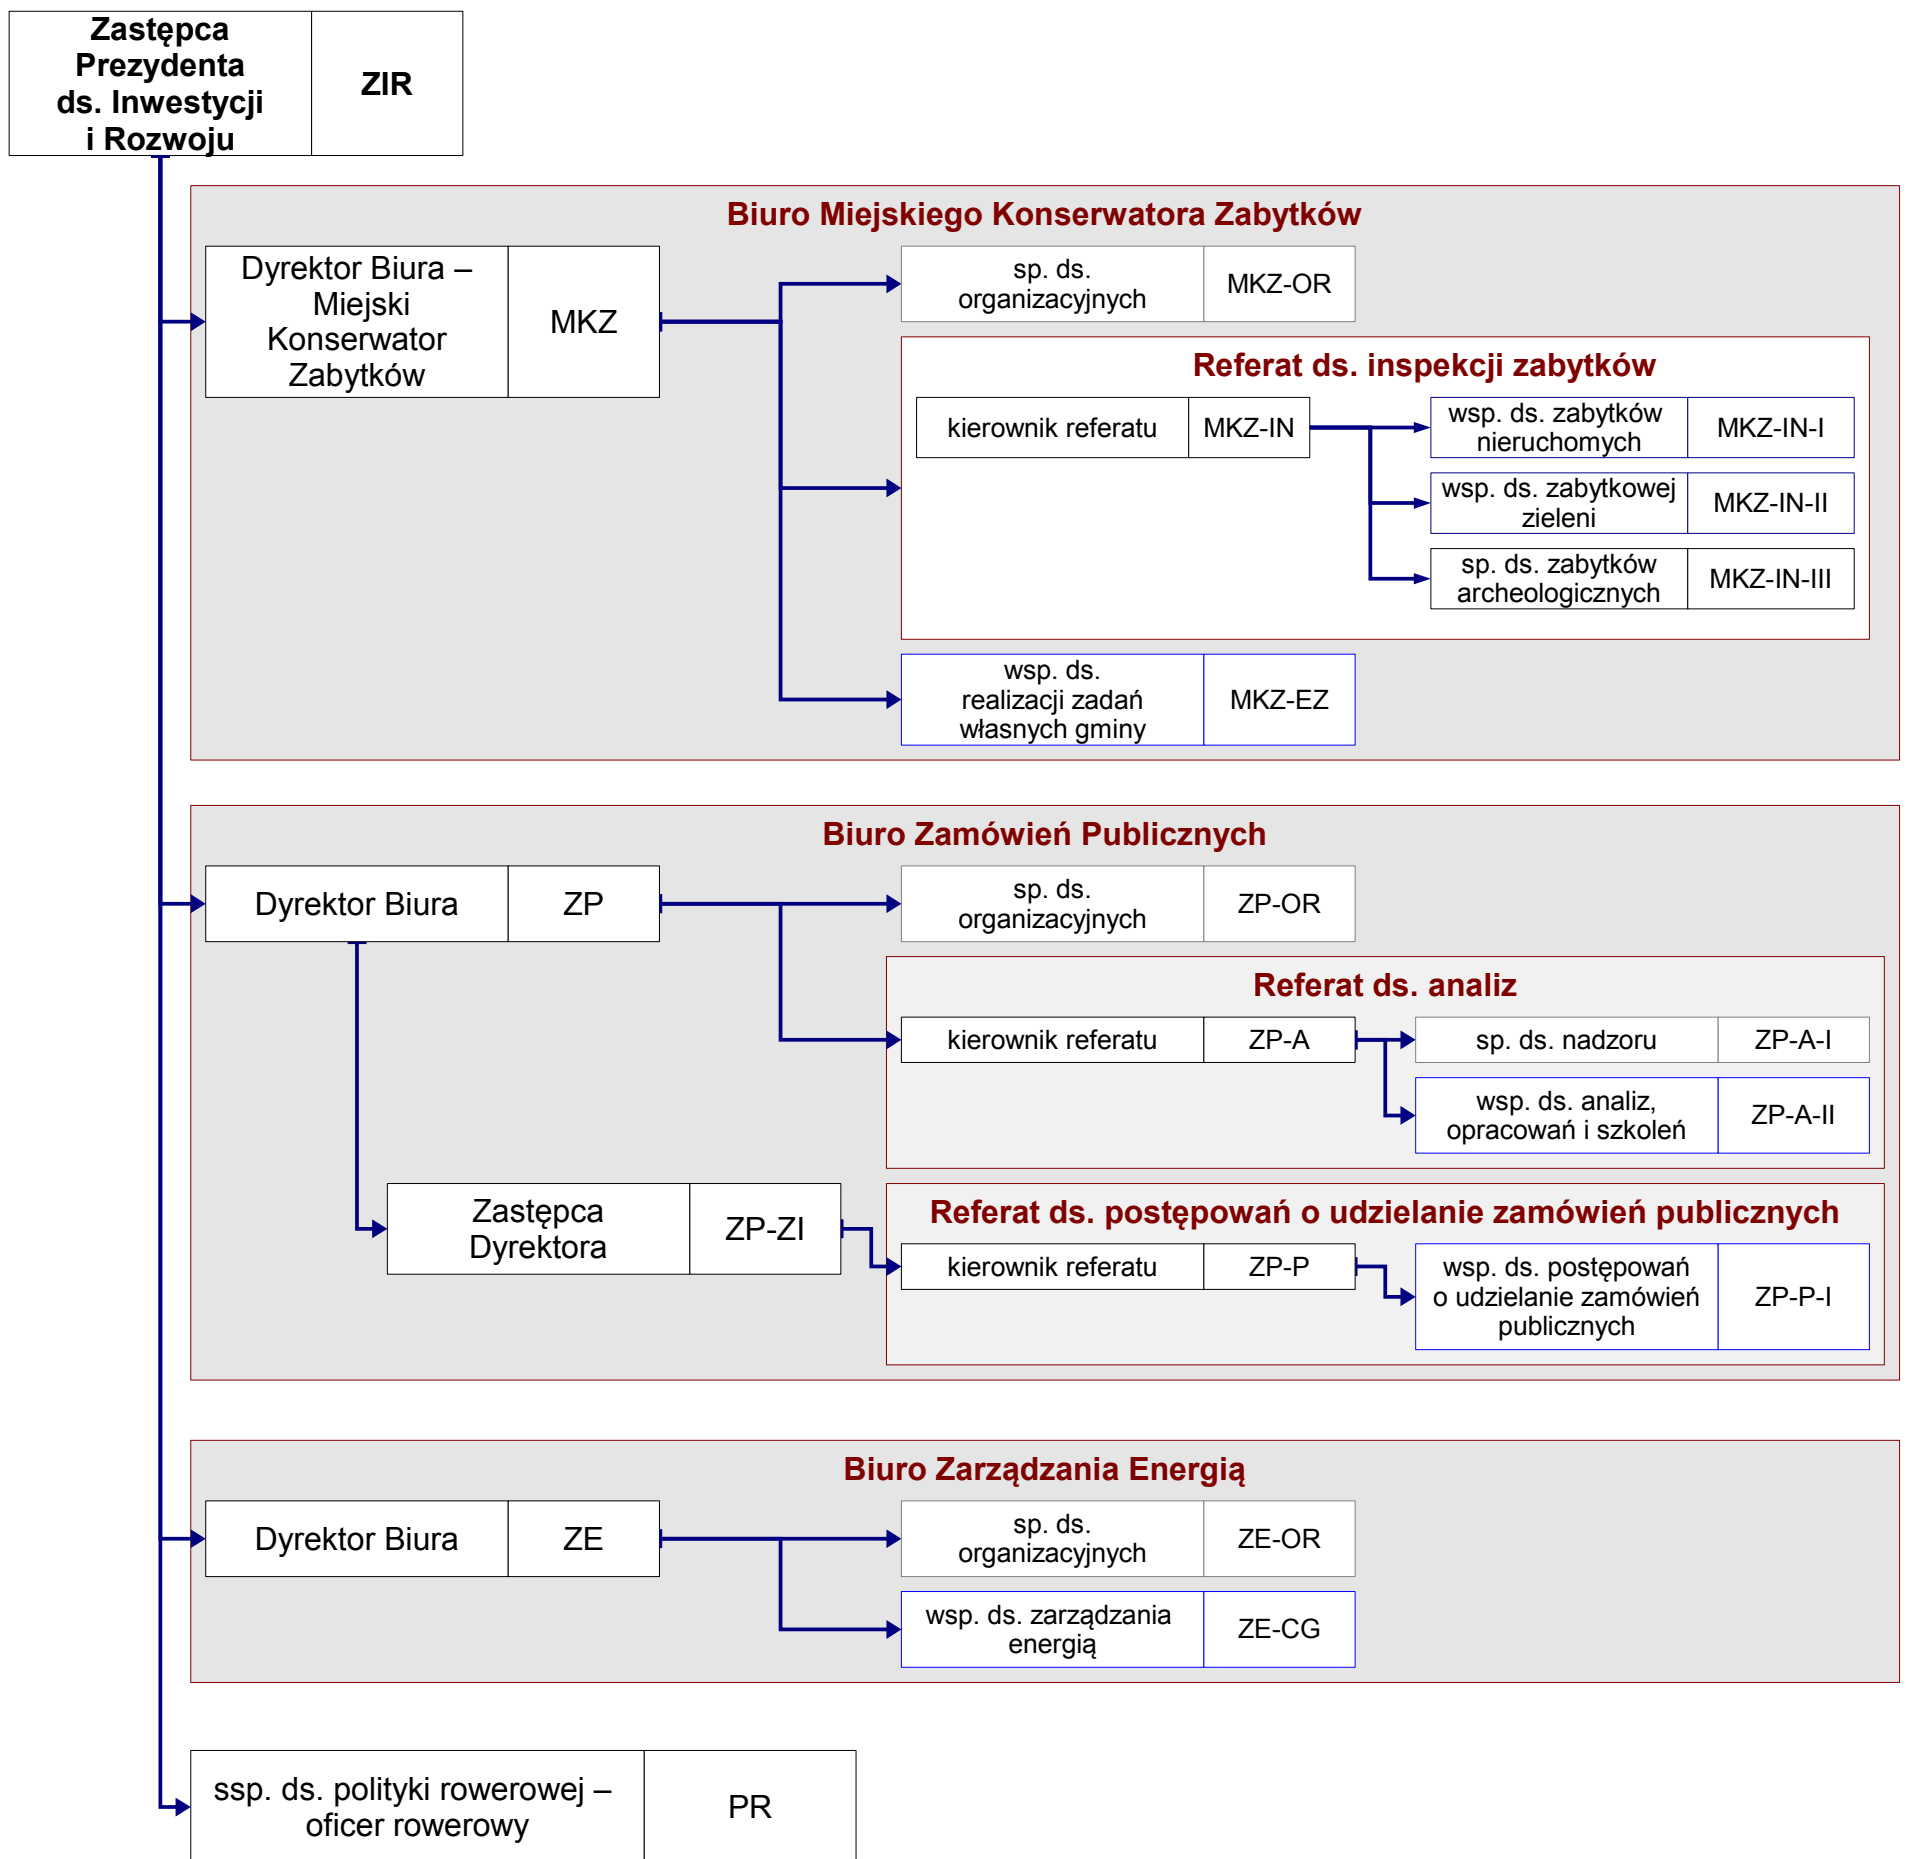 Zastępca
Prezydenta
ds. Inwestycji
i Rozwoju
ZIR
Biuro Miejskiego Konserwatora Zabytków
Dyrektor Biura –
Miejski
Konserwator
Zabytków
MKZ
sp. ds.
organizacyjnych
MKZ-OR
Referat ds. inspekcji zabytków
kierownik referatu
MKZ-IN
wsp. ds. zabytków
nieruchomych
MKZ-IN-I
wsp. ds. zabytkowej
zieleni
MKZ-IN-II
sp. ds. zabytków
archeologicznych
MKZ-IN-III
wsp. ds.
realizacji zadań
własnych gminy
MKZ-EZ
Biuro Zamówień Publicznych
Dyrektor Biura
ZP
sp. ds.
organizacyjnych
ZP-OR
Referat ds. analiz
kierownik referatu
ZP-A
sp. ds. nadzoru
ZP-A-I
wsp. ds. analiz,
opracowań i szkoleń
ZP-A-II
Zastępca
Dyrektora
ZP-ZI
Referat ds. postępowań o udzielanie zamówień publicznych
kierownik referatu
ZP-P
wsp. ds. postępowań
o udzielanie zamówień
publicznych
ZP-P-I
Biuro Zarządzania Energią
Dyrektor Biura
ZE
sp. ds.
organizacyjnych
ZE-OR
wsp. ds. zarządzania
energią
ZE-CG
ssp. ds. polityki rowerowej –
oficer rowerowy
PR